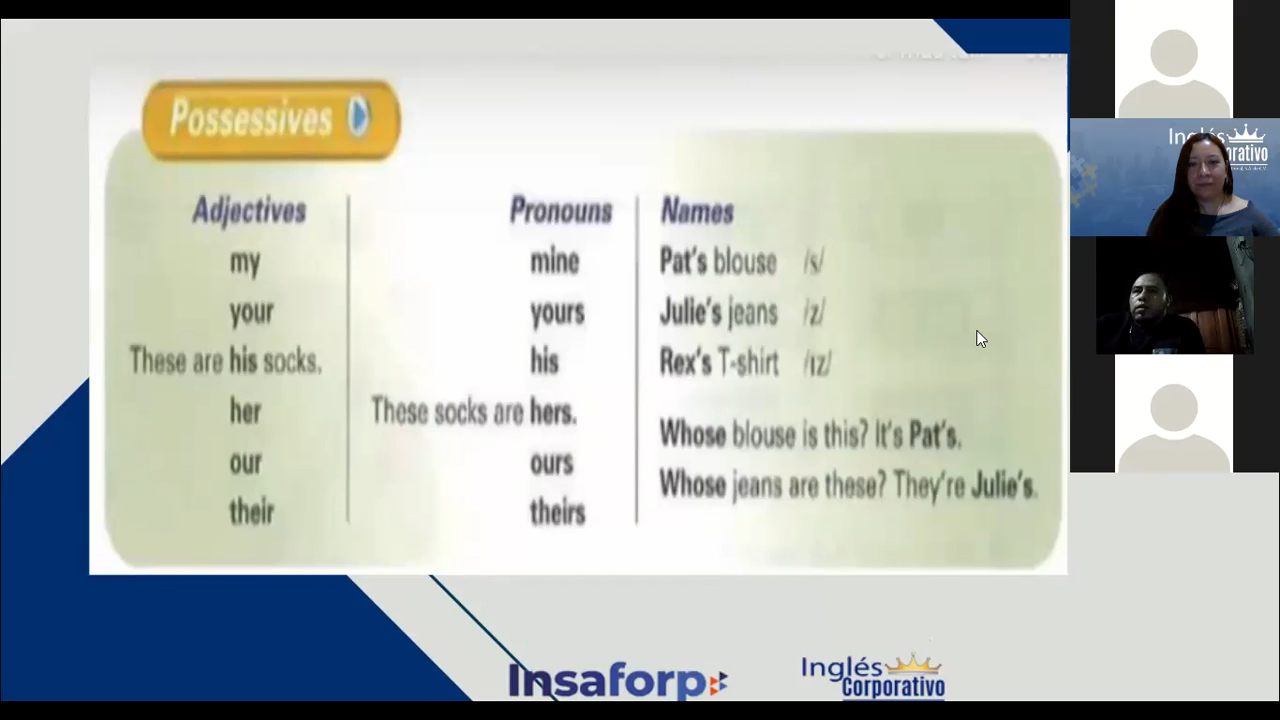 Possessives
Adjectives
my
your
These are his socks.
her
our
their
Pronouns
mine
yours
his
These socks are hers.
ours
theirs
Names
Pat's blouse /s/
Julie's jeans /z/
Rex's T-shirt /ɪz/
Whose blouse is this? It's Pat's.
Whose jeans are these? They're Julie's.
Insaforp
Inglés
Corporativo
Inglés